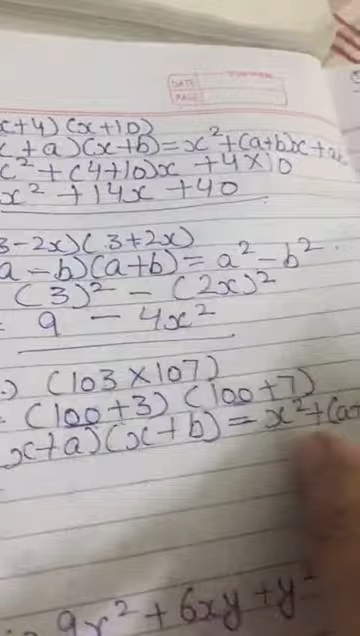 DATE
PAGE
x+4) (x+10)
x+a) (x+b) = x² + (a+b)x + a
x² + (4+10)x + 4×10
x² + 14x + 40
3-2x) (3+2x)
a-b) (a+b) = a² - b²
(3)² - (2x)²
9 - 4x²
.) (103 × 107)
(100+3) (100+7)
x+a) (x+b) = x² + (a+
9x² + 6xy + y²